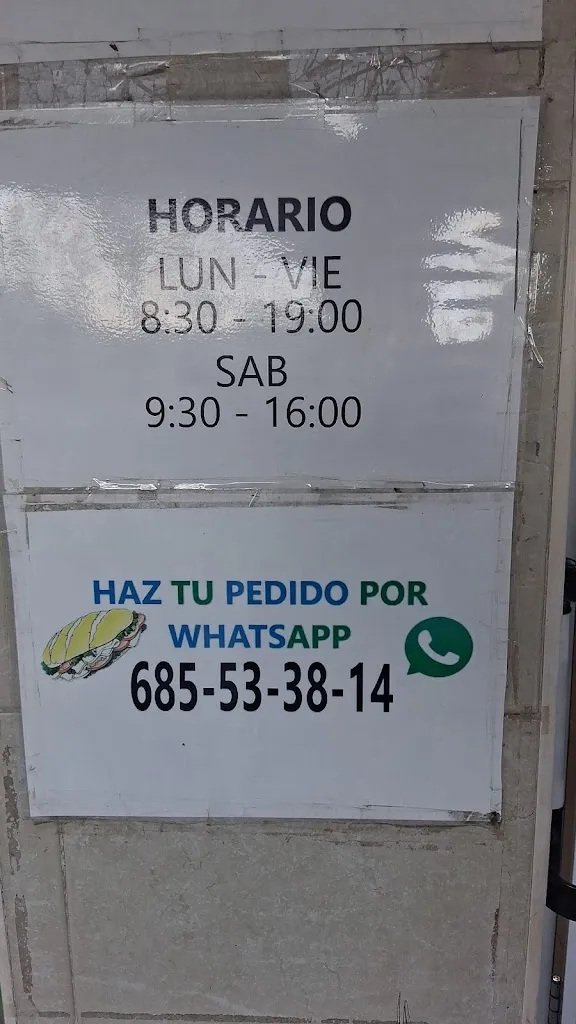 HORARIO
LUN - VIE
8:30 - 19:00
SAB
9:30 - 16:00
HAZ TU PEDIDO POR
WHATSAPP
685-53-38-14